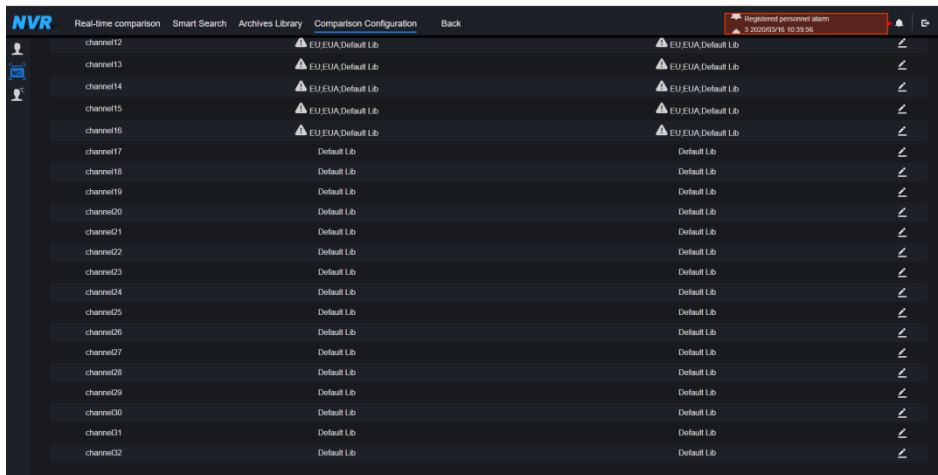 NVR Real-time comparison Smart Search Archives Library Comparison Configuration Back
Registered personnel alarm
3 2020/03/16 10:39:56
channel12 EU;EUA;Default Lib EU;EUA;Default Lib
NO.
channel13 EU;EUA;Default Lib EU;EUA;Default Lib
channel14 EU;EUA;Default Lib EU;EUA;Default Lib
channel15 EU;EUA;Default Lib EU;EUA;Default Lib
channel16 EU;EUA;Default Lib EU;EUA;Default Lib
channel17 Default Lib Default Lib
channel18 Default Lib Default Lib
channel19 Default Lib Default Lib
channel20 Default Lib Default Lib
channel21 Default Lib Default Lib
channel22 Default Lib Default Lib
channel23 Default Lib Default Lib
channel24 Default Lib Default Lib
channel25 Default Lib Default Lib
channel26 Default Lib Default Lib
channel27 Default Lib Default Lib
channel28 Default Lib Default Lib
channel29 Default Lib Default Lib
channel30 Default Lib Default Lib
channel31 Default Lib Default Lib
channel32 Default Lib Default Lib